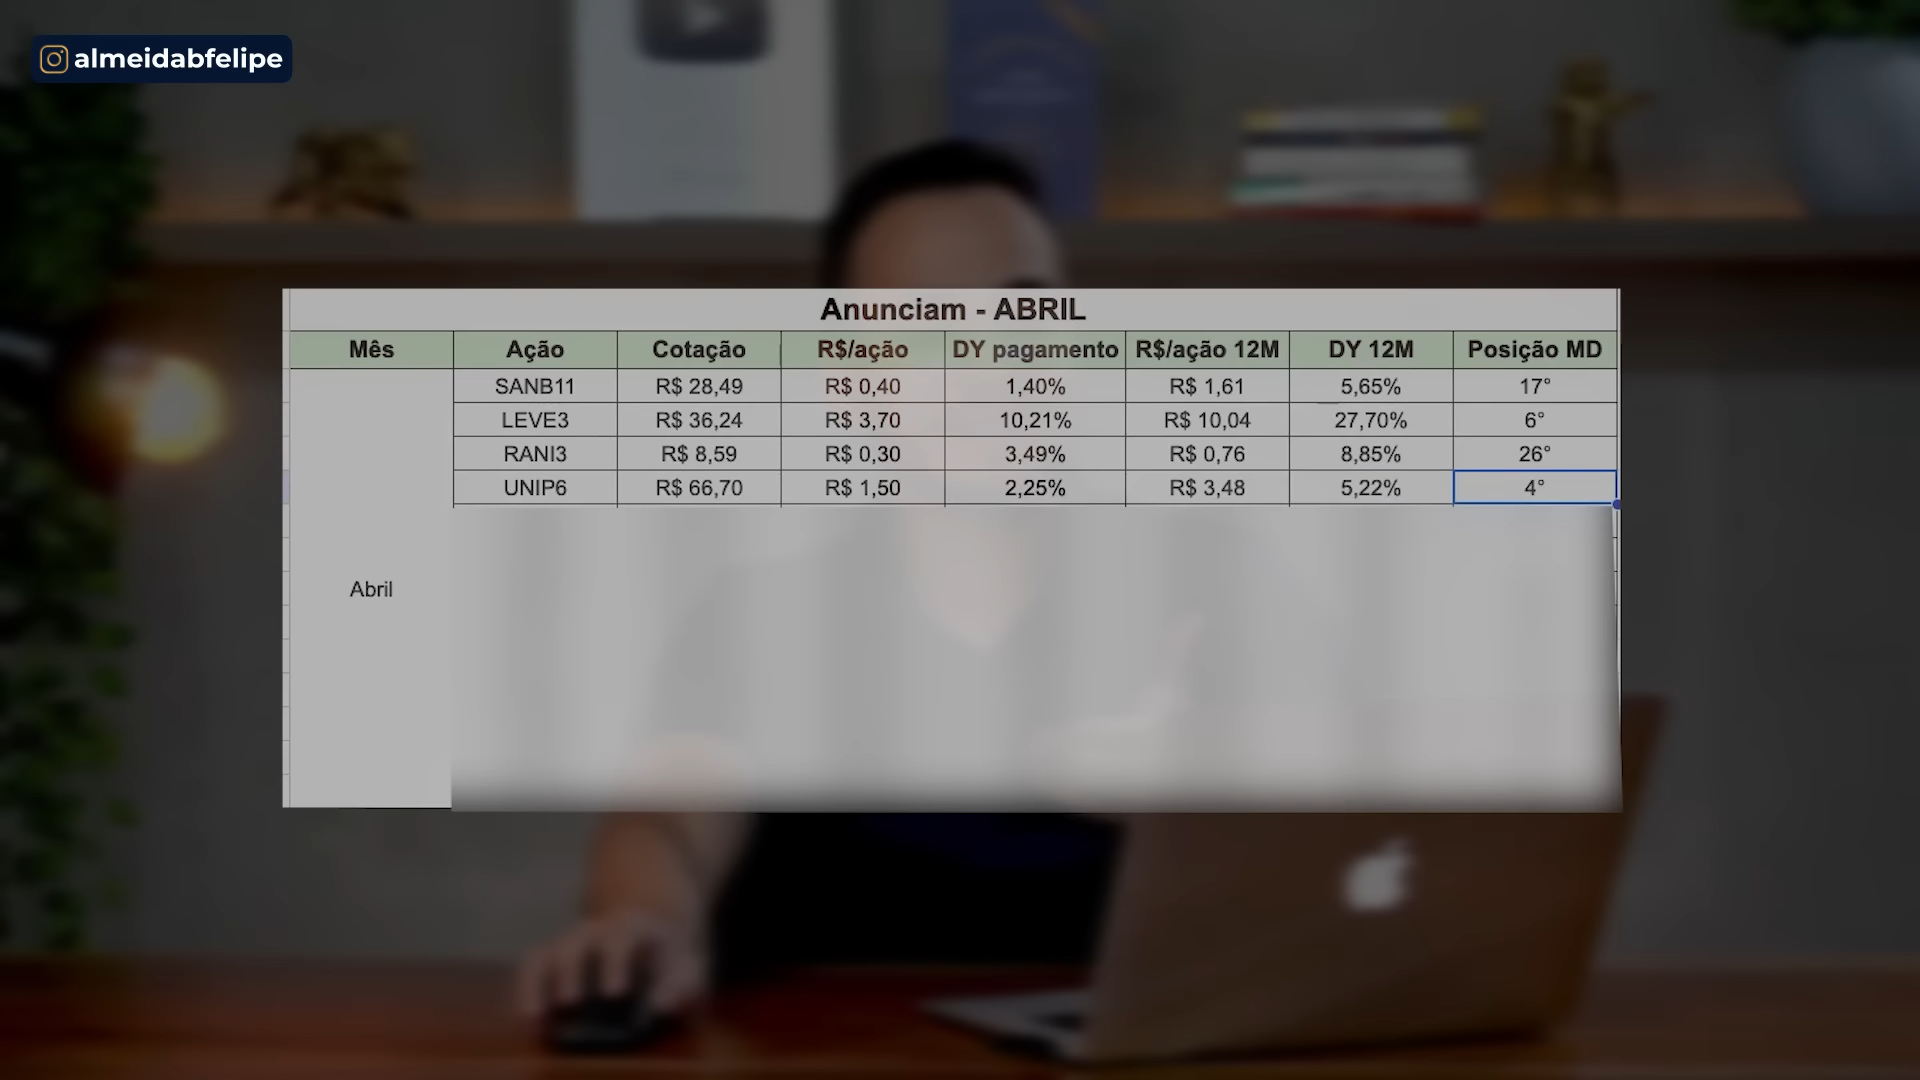 almeidabfelipe
Anunciam - ABRIL
Mês Ação Cotação R$/ação DY pagamento R$/ação 12M DY 12M Posição MD
SANB11 R$ 28,49 R$ 0,40 1,40% R$ 1,61 5,65% 17°
LEVE3 R$ 36,24 R$ 3,70 10,21% R$ 10,04 27,70% 6°
RANI3 R$ 8,59 R$ 0,30 3,49% R$ 0,76 8,85% 26°
UNIP6 R$ 66,70 R$ 1,50 2,25% R$ 3,48 5,22% 4°
Abril